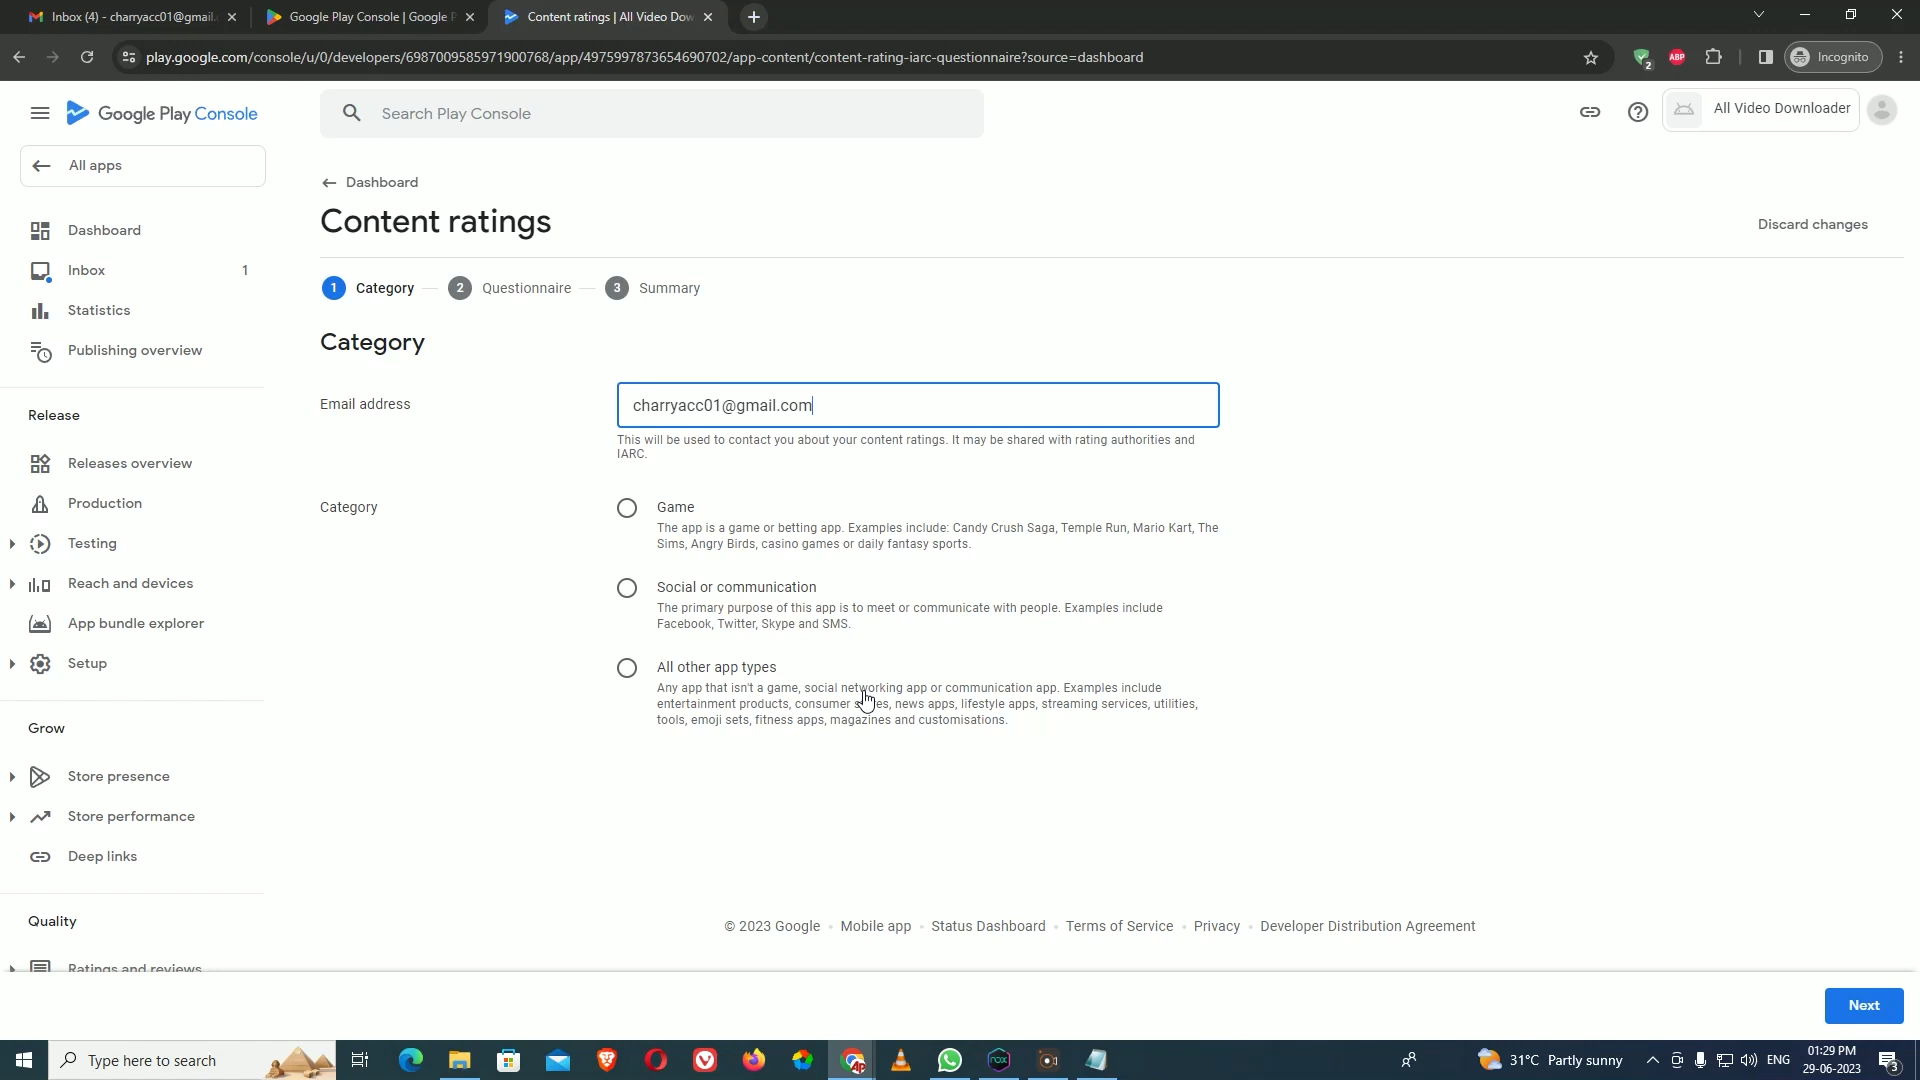 Inbox (4) - charryacc01@gmail.
Google Play Console | Google P
Content ratings | All Video Dow
play.google.com/console/u/0/developers/6987009585971900768/app/4975997873654690702/app-content/content-rating-iarc-questionnaire?source=dashboard
2
ABP
Incognito
Google Play Console
Search Play Console
All Video Downloader
All apps
Dashboard
Content ratings
Discard changes
Dashboard
Inbox 1
Statistics
Publishing overview
1 Category 2 Questionnaire 3 Summary
Category
Email address
charryacc01@gmail.com
This will be used to contact you about your content ratings. It may be shared with rating authorities and
IARC.
Category
Game
The app is a game or betting app. Examples include: Candy Crush Saga, Temple Run, Mario Kart, The
Sims, Angry Birds, casino games or daily fantasy sports.
Social or communication
The primary purpose of this app is to meet or communicate with people. Examples include
Facebook, Twitter, Skype and SMS.
All other app types
Any app that isn't a game, social networking app or communication app. Examples include
entertainment products, consumer stores, news apps, lifestyle apps, streaming services, utilities,
tools, emoji sets, fitness apps, magazines and customisations.
Release
Releases overview
Production
Testing
Reach and devices
App bundle explorer
Setup
Grow
Store presence
Store performance
Deep links
Quality
Ratings and reviews
© 2023 Google · Mobile app · Status Dashboard · Terms of Service · Privacy · Developer Distribution Agreement
Next
Type here to search
31°C Partly sunny
ENG
01:29 PM
29-06-2023
3